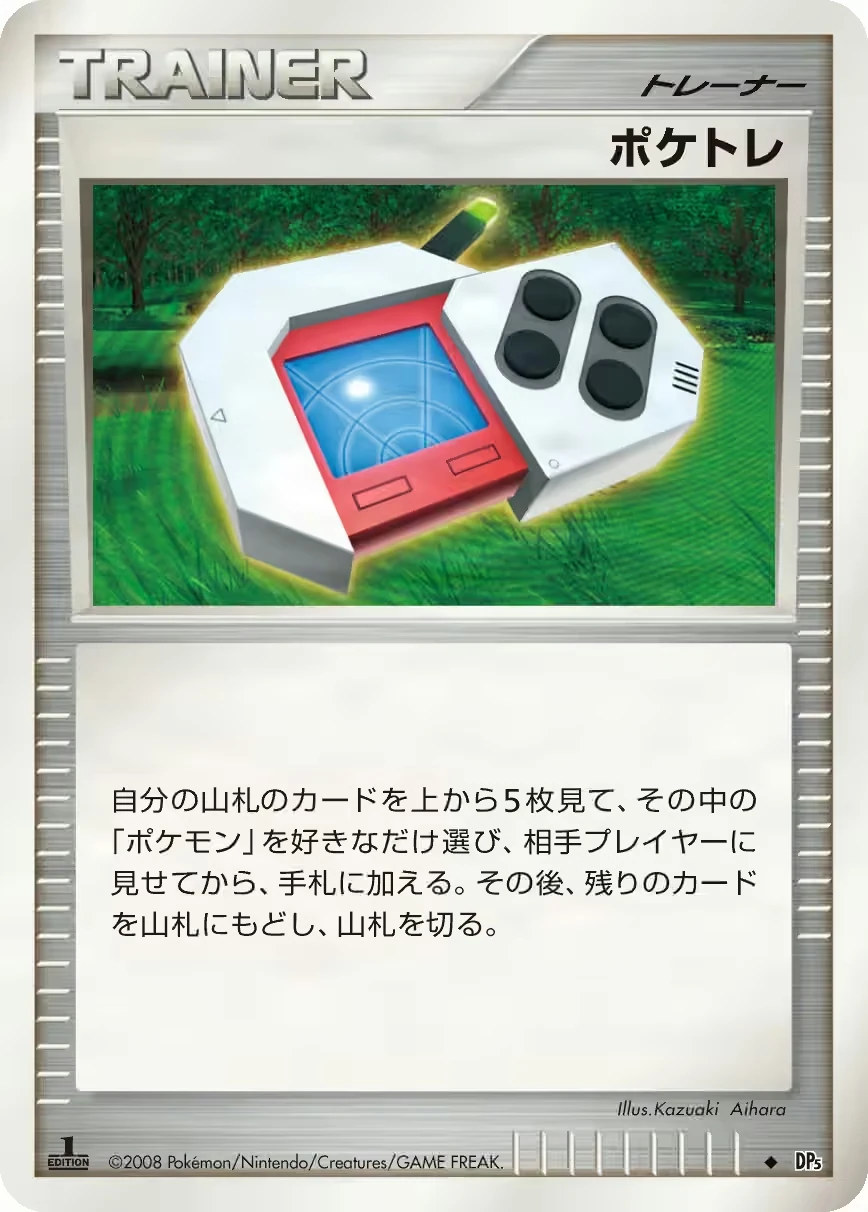 TRAINER
トレーナー
ポケトレ
自分の山札のカードを上から5枚見て、その中の
「ポケモン」を好きなだけ選び、相手プレイヤーに
見せてから、手札に加える。その後、残りのカード
を山札にもどし、山札を切る。
Illus.Kazuaki Aihara
1
EDITION
©2008 Pokémon/Nintendo/Creatures/GAME FREAK.
◆ DP5